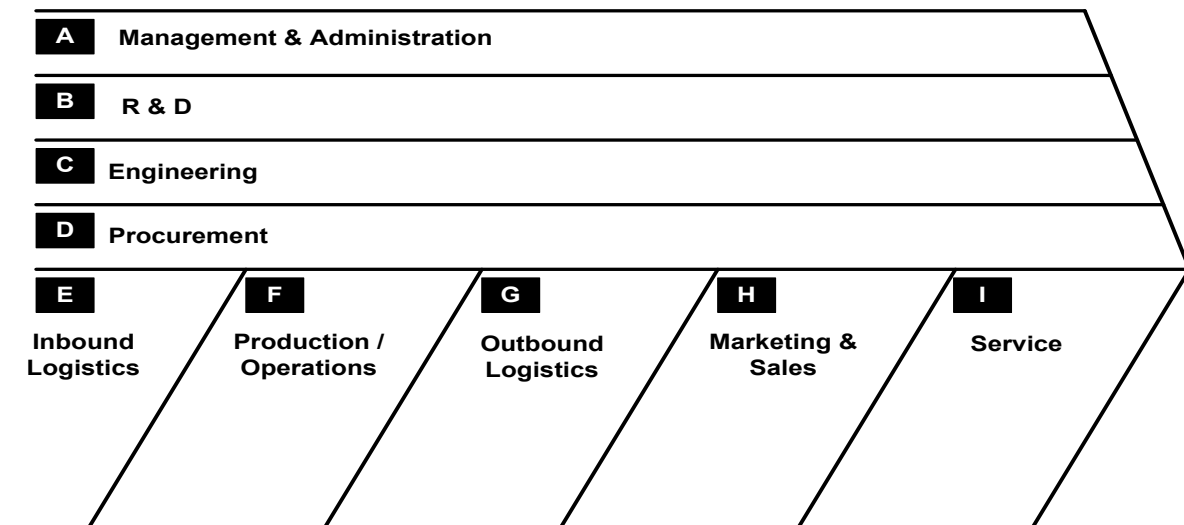 A Management & Administration
B R & D
C Engineering
D Procurement
E
Inbound
Logistics
F
Production /
Operations
G
Outbound
Logistics
H
Marketing &
Sales
I
Service